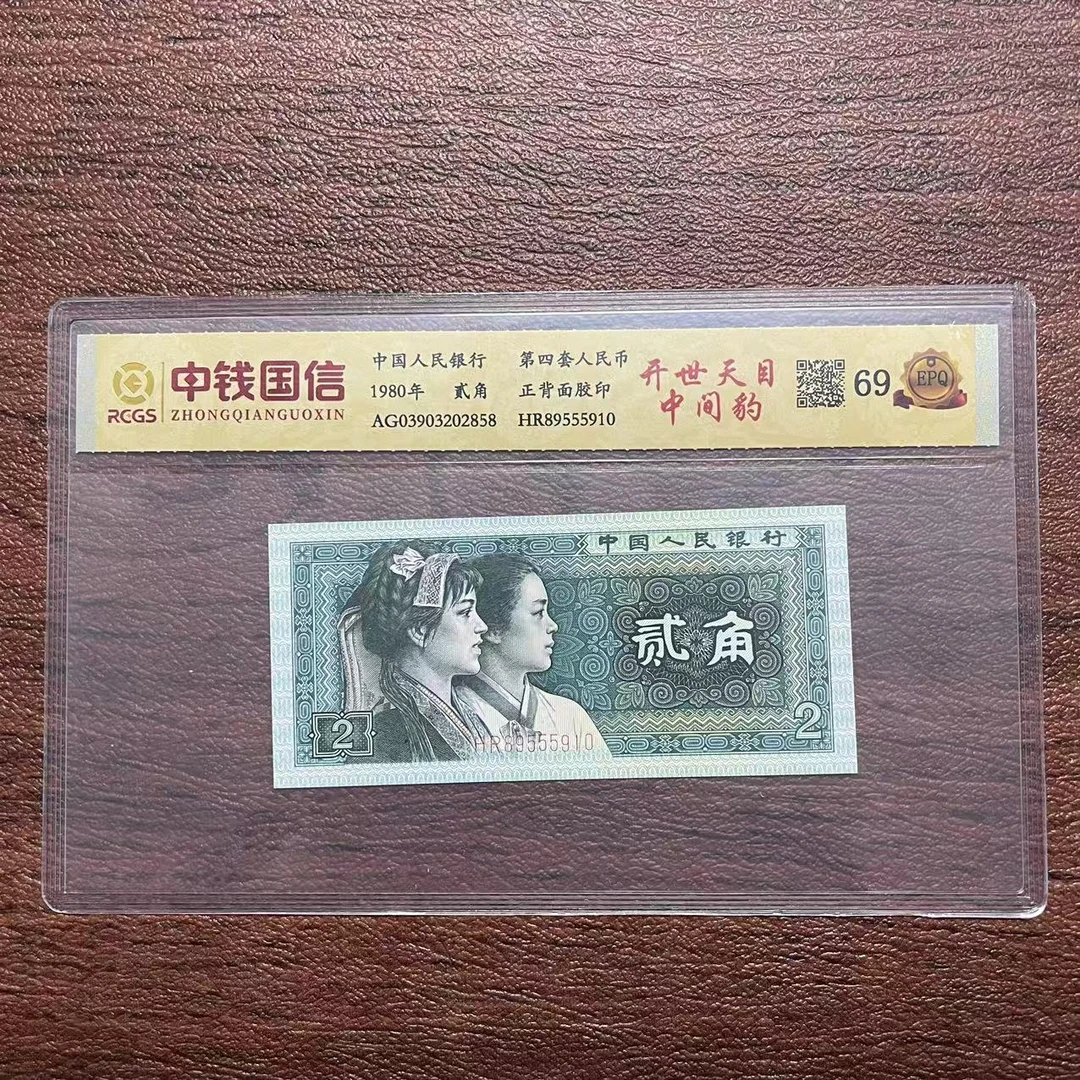 RCGS
中钱国信
ZHONGQIANGUOXIN
中国人民银行 第四套人民币
1980年 贰角 正背面胶印
AG03903202858 HR89555910
开世天目
中间豹
69
EPQ
中国人民银行
贰角
2
HR89555910
2